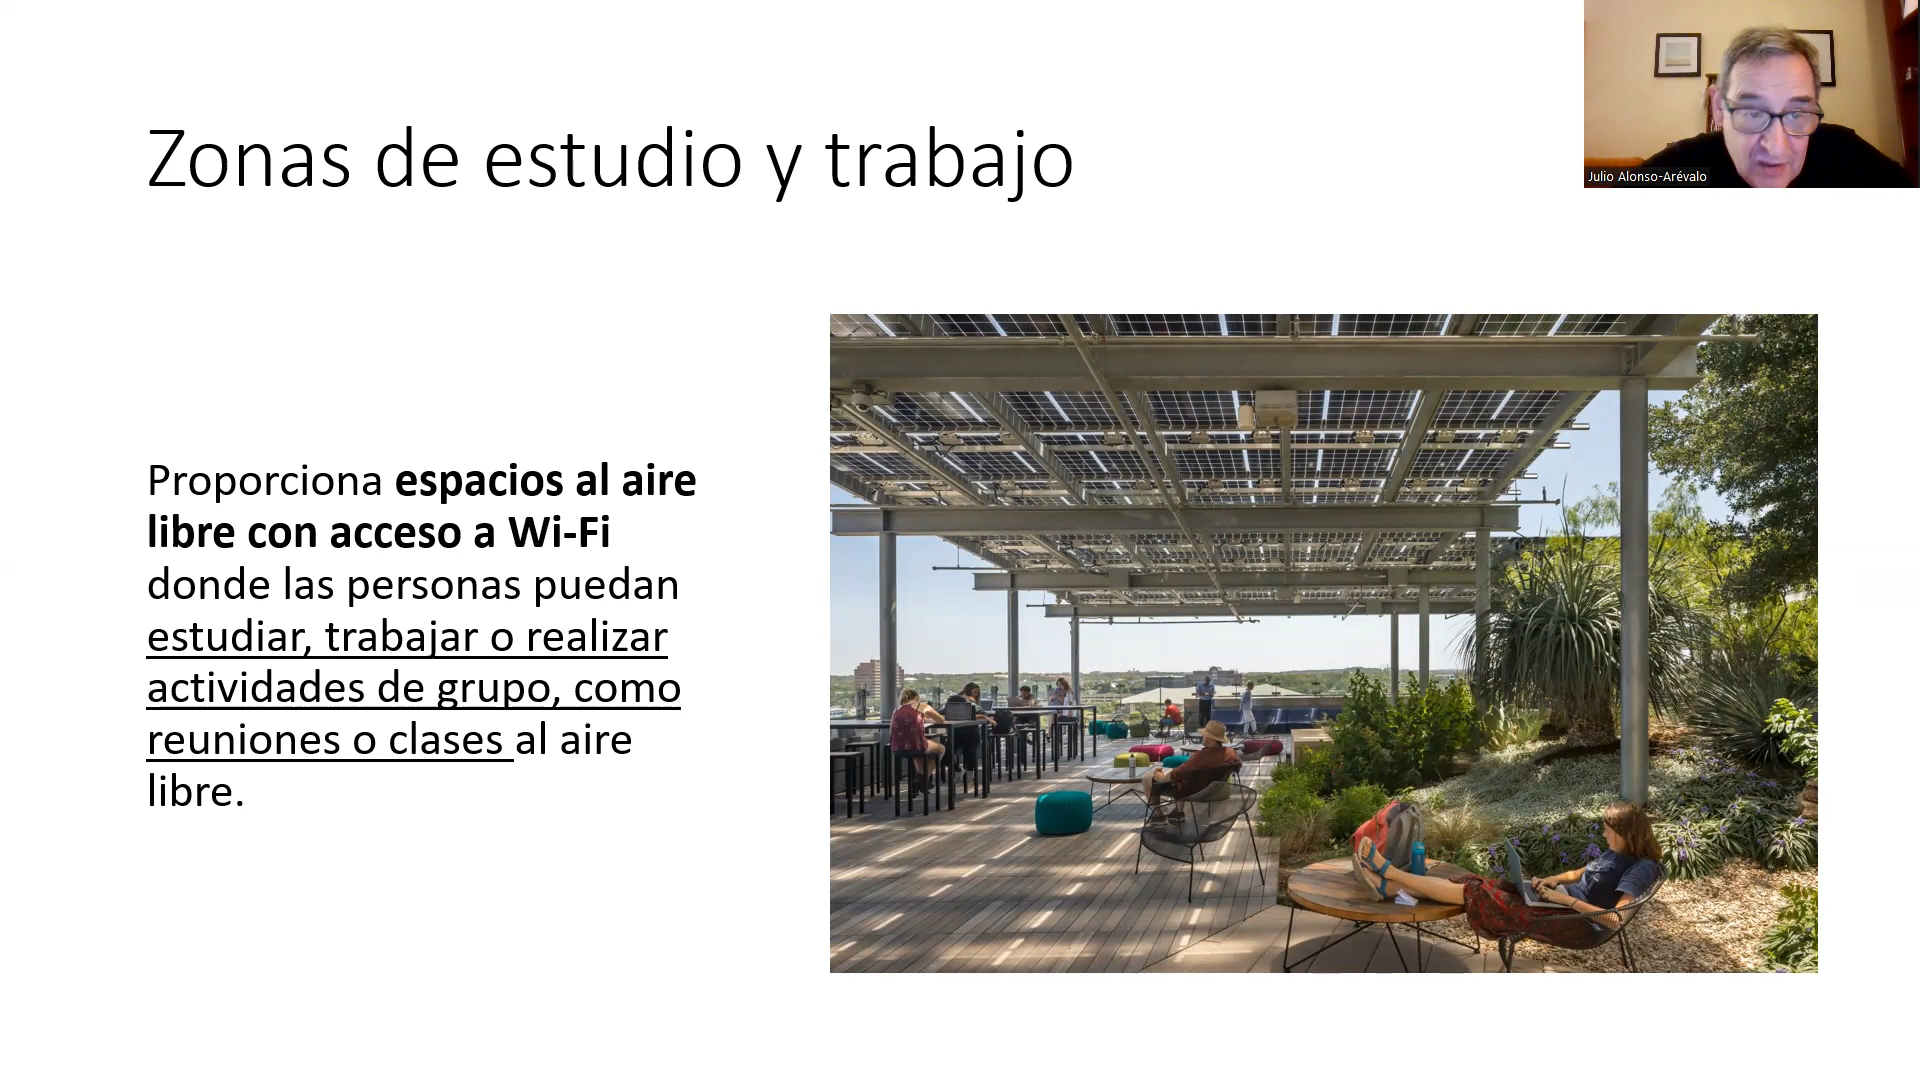 Zonas de estudio y trabajo
Julio Alonso-Arévalo
Proporciona espacios al aire
libre con acceso a Wi-Fi
donde las personas puedan
estudiar, trabajar o realizar
actividades de grupo, como
reuniones o clases al aire
libre.